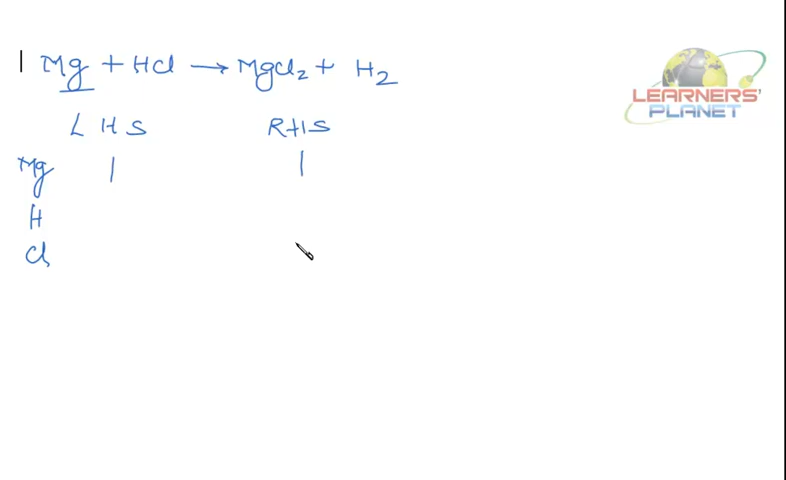 Mg + HCl → MgCl₂ + H₂
LHS RHS
Mg 1 1
H
Cl
LEARNERS'
PLANET